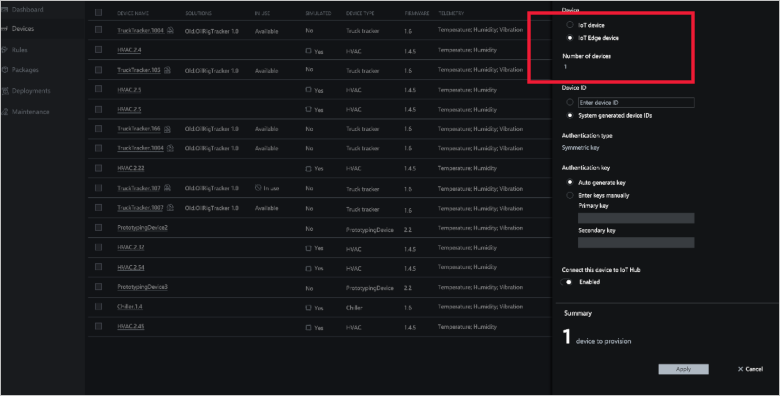 Dashboard
Devices
Rules
Packages
Deployments
Maintenance
DEVICE NAME SOLUTIONS IN USE SIMULATED DEVICE TYPE FIRMWARE TELEMETRY
TruckTracker.1004 Old.OilRigTracker 1.0 Available No Truck tracker 1.6 Temperature; Humidity; Vibration
HVAC.2.4 Yes HVAC 1.4.5 Temperature; Humidity
TruckTracker.105 Old.OilRigTracker 1.0 Available No Truck tracker 1.6 Temperature; Humidity; Vibration
HVAC.2.5 Yes HVAC 1.4.5 Temperature; Humidity
HVAC.2.5 Yes HVAC 1.4.5 Temperature; Humidity
TruckTracker.106 Old.OilRigTracker 1.0 Available No Truck tracker 1.6 Temperature; Humidity; Vibration
TruckTracker.1004 Old.OilRigTracker 1.0 Available No Truck tracker 1.6 Temperature; Humidity; Vibration
HVAC.2.22 Yes HVAC 1.4.5 Temperature; Humidity
TruckTracker.107 Old.OilRigTracker 1.0 In use No Truck tracker 1.6 Temperature; Humidity; Vibration
TruckTracker.1007 Old.OilRigTracker 1.0 Available No Truck tracker 1.6 Temperature; Humidity; Vibration
PrototypingDevice2 No PrototypingDevice 2.2 Temperature; Humidity; Vibration
HVAC.2.32 Yes HVAC 1.4.5 Temperature; Humidity
HVAC.2.34 Yes HVAC 1.4.5 Temperature; Humidity
PrototypingDevice3 No PrototypingDevice 2.2 Temperature; Humidity; Vibration
Chiller.1.4 Yes Chiller 1.6 Temperature; Humidity; Vibration
HVAC.2.45 Yes HVAC 1.4.5 Temperature; Humidity
Device
IoT device
IoT Edge device
Number of devices
1
Device ID
Enter device ID
System generated device IDs
Authentication type
Symmetric key
Authentication key
Auto generate key
Enter keys manually
Primary key
Secondary key
Connect this device to IoT Hub
Enabled
Summary
1 device to provision
Apply Cancel